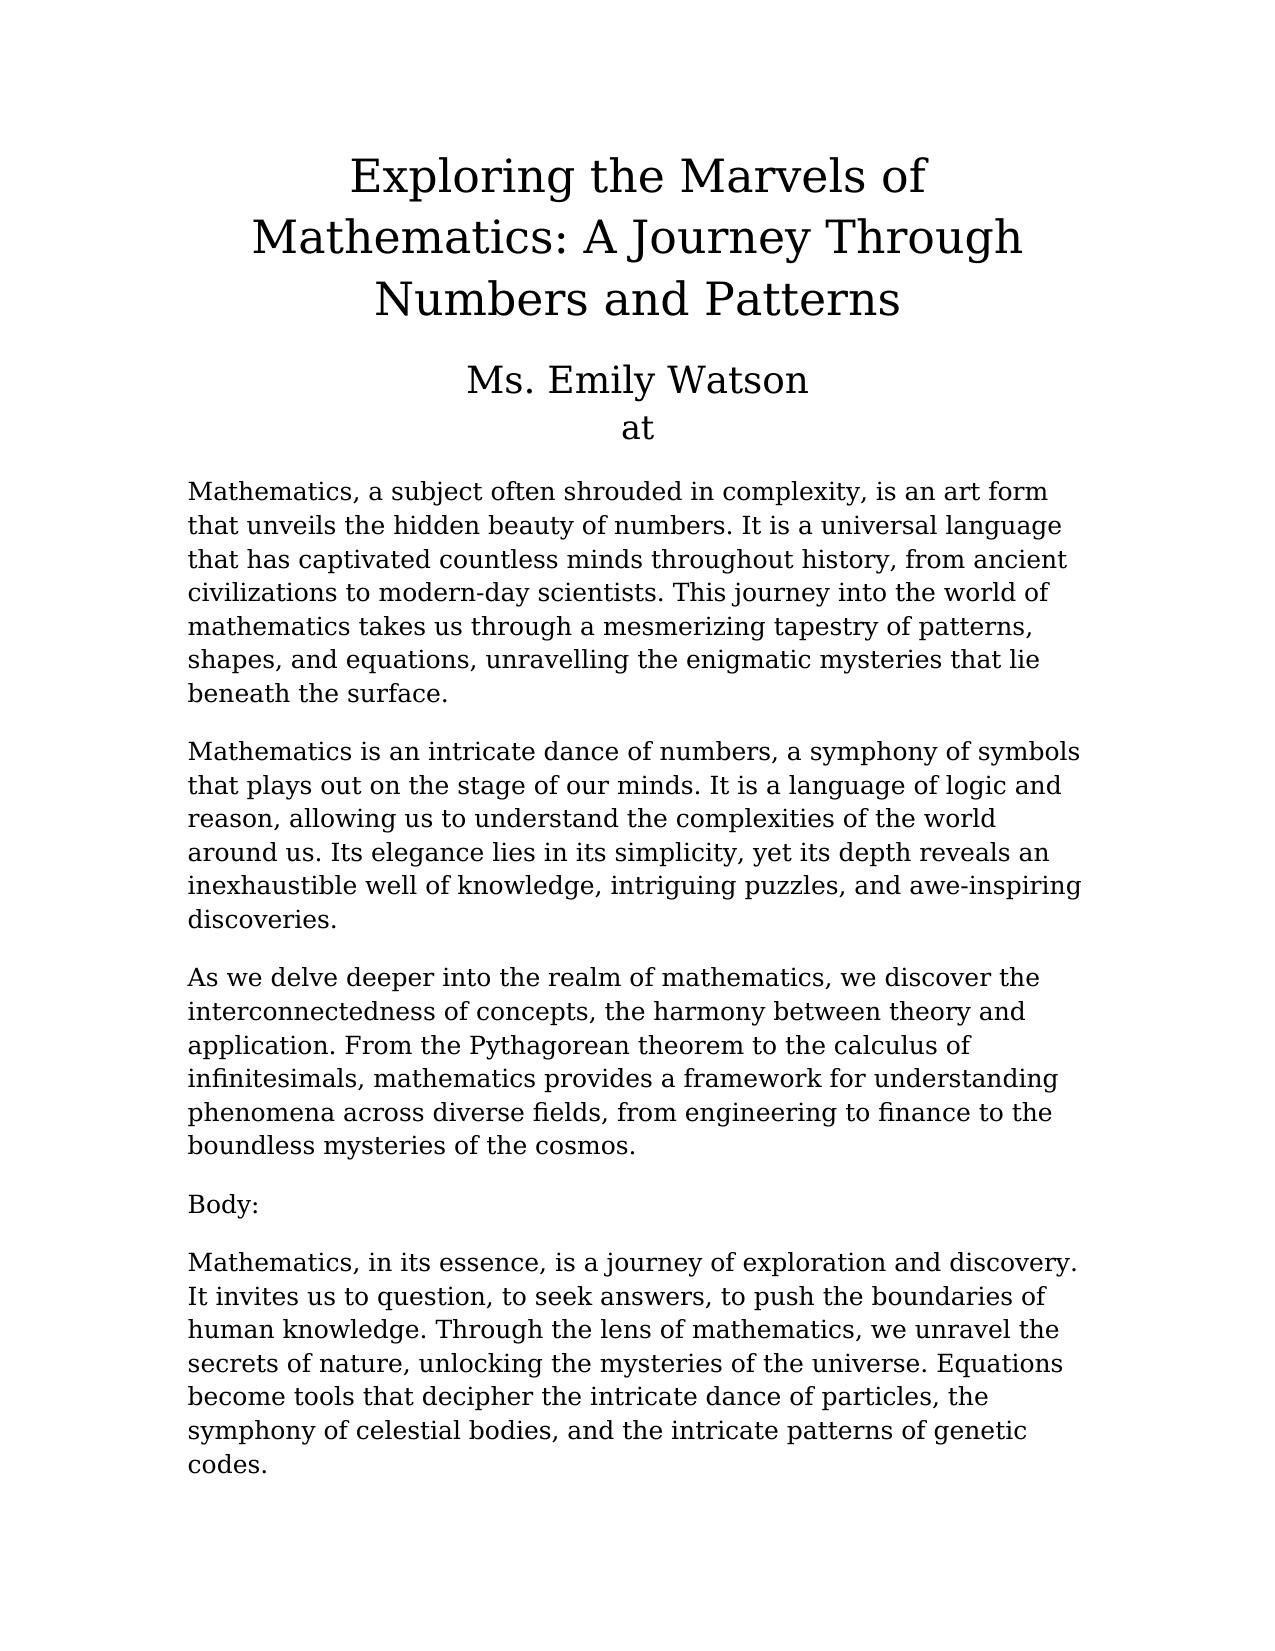 Exploring the Marvels of
Mathematics: A Journey Through
Numbers and Patterns
Ms. Emily Watson
at
Mathematics, a subject often shrouded in complexity, is an art form
that unveils the hidden beauty of numbers. It is a universal language
that has captivated countless minds throughout history, from ancient
civilizations to modern-day scientists. This journey into the world of
mathematics takes us through a mesmerizing tapestry of patterns,
shapes, and equations, unravelling the enigmatic mysteries that lie
beneath the surface.
Mathematics is an intricate dance of numbers, a symphony of symbols
that plays out on the stage of our minds. It is a language of logic and
reason, allowing us to understand the complexities of the world
around us. Its elegance lies in its simplicity, yet its depth reveals an
inexhaustible well of knowledge, intriguing puzzles, and awe-inspiring
discoveries.
As we delve deeper into the realm of mathematics, we discover the
interconnectedness of concepts, the harmony between theory and
application. From the Pythagorean theorem to the calculus of
infinitesimals, mathematics provides a framework for understanding
phenomena across diverse fields, from engineering to finance to the
boundless mysteries of the cosmos.
Body:
Mathematics, in its essence, is a journey of exploration and discovery.
It invites us to question, to seek answers, to push the boundaries of
human knowledge. Through the lens of mathematics, we unravel the
secrets of nature, unlocking the mysteries of the universe. Equations
become tools that decipher the intricate dance of particles, the
symphony of celestial bodies, and the intricate patterns of genetic
codes.